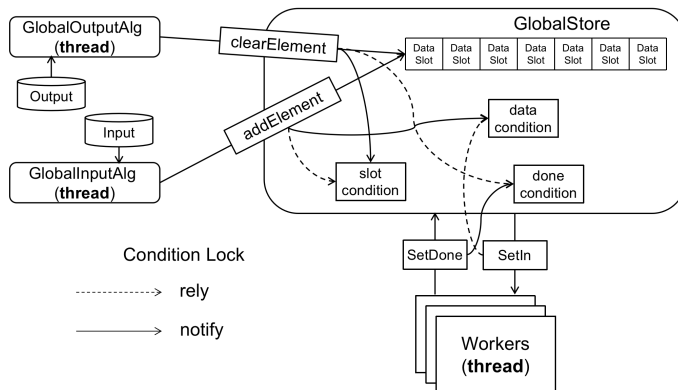 GlobalOutputAlg
(thread)
clearElement
GlobalStore
Data
Slot
Data
Slot
Data
Slot
Data
Slot
Data
Slot
Data
Slot
Data
Slot
Output
Input
addElement
data
condition
GlobalInputAlg
(thread)
slot
condition
done
condition
Condition Lock
SetDone
SetIn
rely
notify
Workers
(thread)